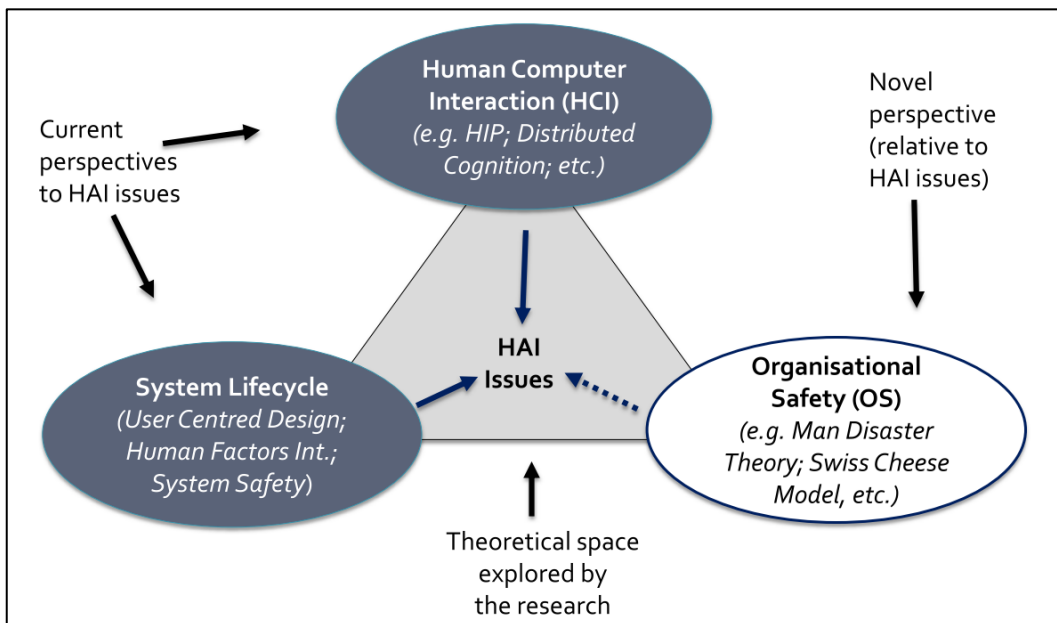 Human Computer
Interaction (HCI)
(e.g. HIP; Distributed
Cognition; etc.)
Current
perspectives
to HAI issues
Novel
perspective
(relative to
HAI issues)
HAI
Issues
System Lifecycle
(User Centred Design;
Human Factors Int.;
System Safety)
Organisational
Safety (OS)
(e.g. Man Disaster
Theory; Swiss Cheese
Model, etc.)
Theoretical space
explored by
the research